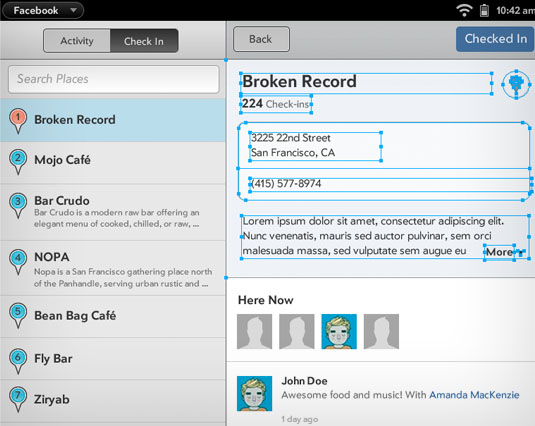 Facebook
10:42 am
Activity
Check In
Search Places
1
Broken Record
2
Mojo Café
3
Bar Crudo
Bar Crudo is a modern raw bar offering an
elegant menu of cooked, chilled, or raw, ...
4
NOPA
Nopa is a San Francisco gathering place north
of the Panhandle, serving urban rustic and ...
5
Bean Bag Café
6
Fly Bar
7
Ziryab
Back
Checked In
Broken Record
224 Check-ins
3225 22nd Street
San Francisco, CA
(415) 577-8974
Lorem ipsum dolor sit amet, consectetur adipiscing elit.
Nunc venenatis, mauris sed auctor pulvinar, sem orci
malesuada massa, sed vulputate sem augue eu
More
Here Now
John Doe
Awesome food and music! With Amanda MacKenzie
1 day ago